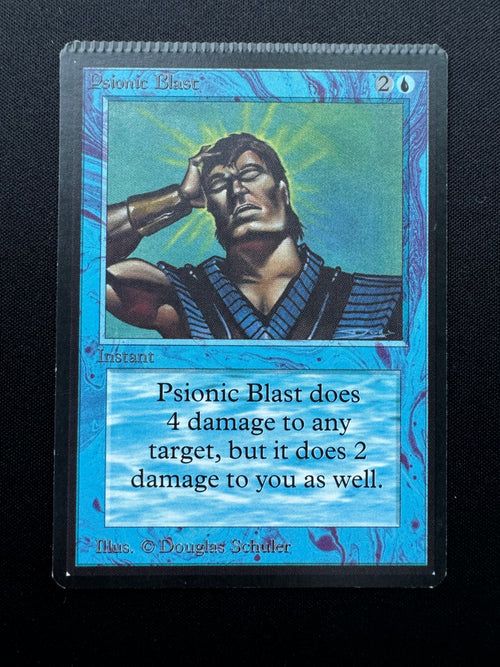 Psionic Blast 2
Instant
Psionic Blast does
4 damage to any
target, but it does 2
damage to you as well.
Illus. © Douglas Schuler